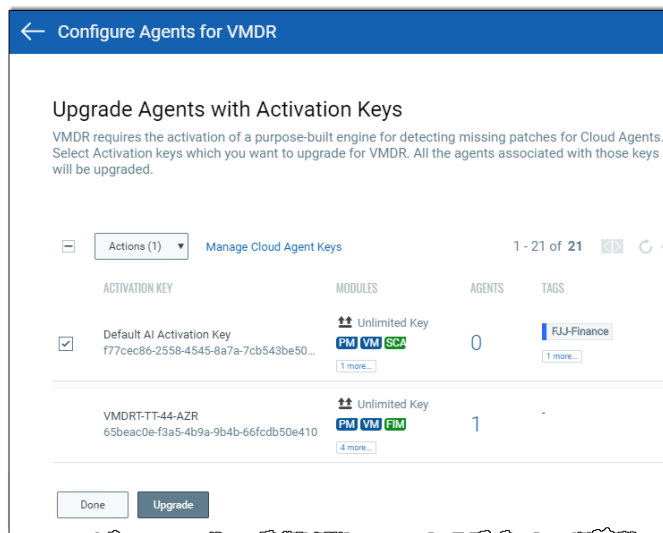 Configure Agents for VMDR
Upgrade Agents with Activation Keys
VMDR requires the activation of a purpose-built engine for detecting missing patches for Cloud Agents.
Select Activation keys which you want to upgrade for VMDR. All the agents associated with those keys
will be upgraded.
Actions (1) Manage Cloud Agent Keys 1 - 21 of 21
ACTIVATION KEY MODULES AGENTS TAGS
Default AI Activation Key
f77cec86-2558-4545-8a7a-7cb543be50...
Unlimited Key
PM VM SCA
1 more...
0
FJJ-Finance
1 more...
VMDRT-TT-44-AZR
65beac0e-f3a5-4b9a-9b4b-66fcdb50e410
Unlimited Key
PM VM FIM
4 more...
1
-
Done Upgrade